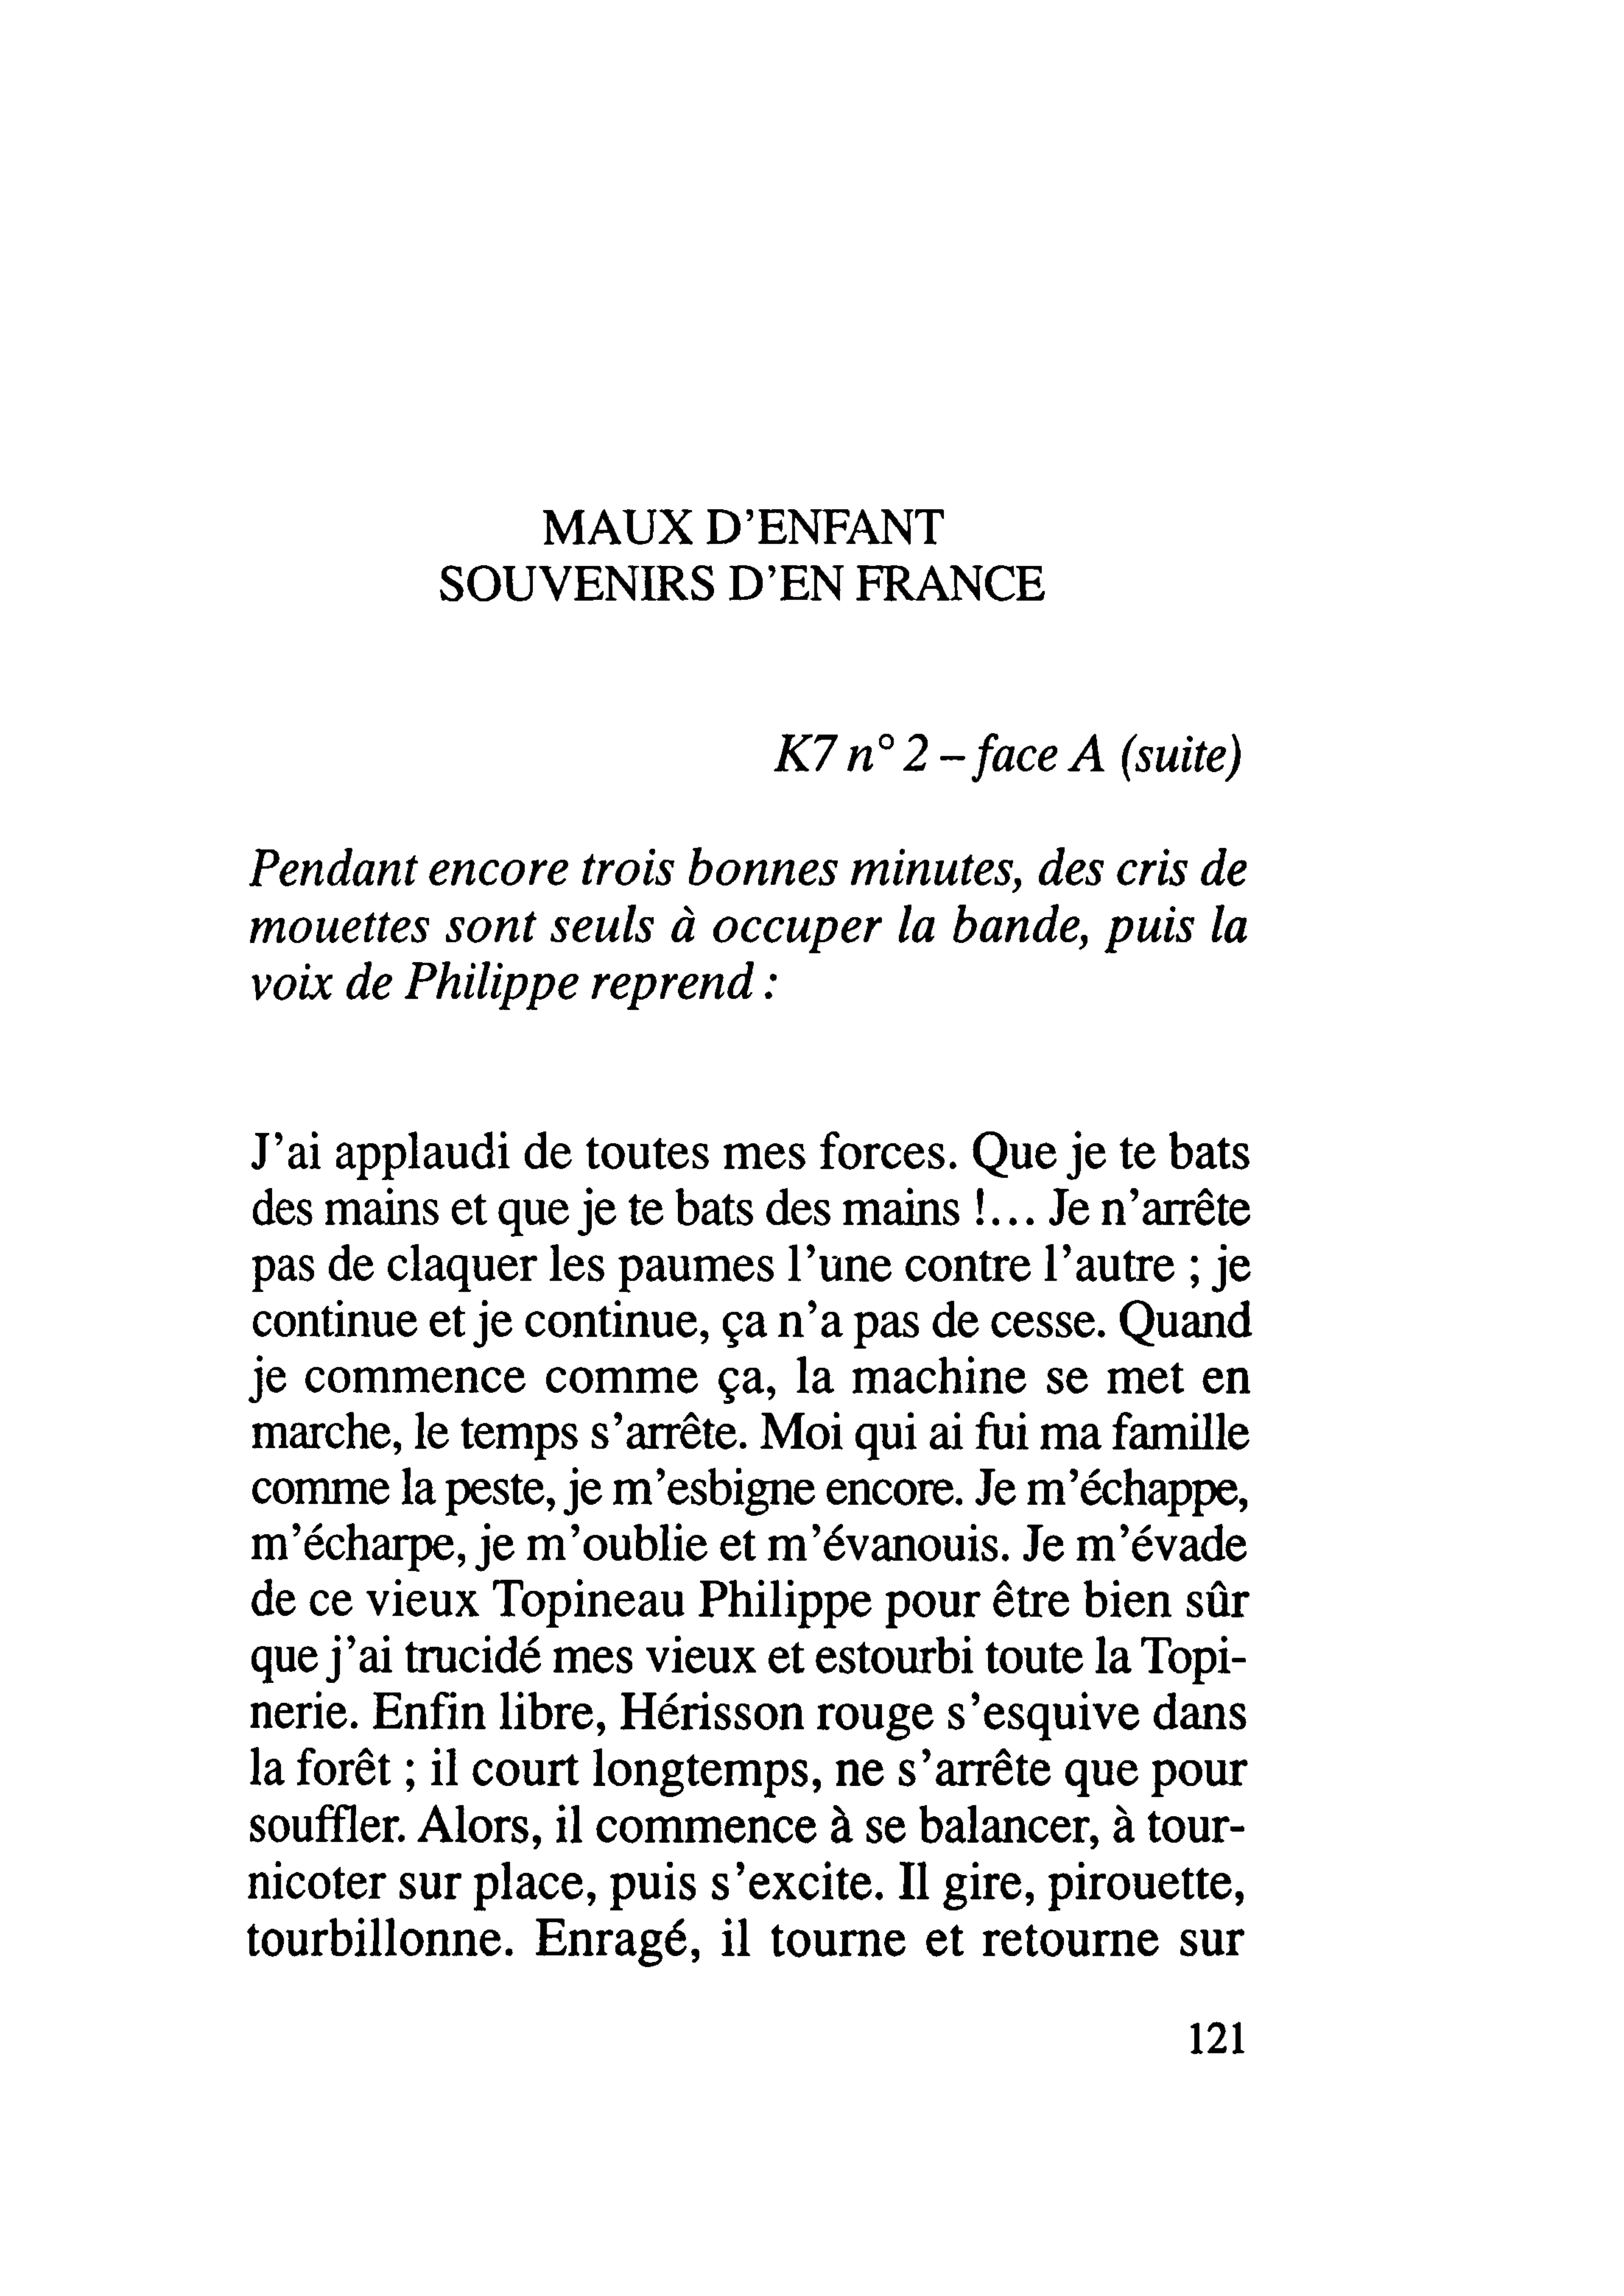 MAUX D'ENFANT
SOUVENIRS D'EN FRANCE
K7 n° 2 – face A (suite)
Pendant encore trois bonnes minutes, des cris de
mouettes sont seuls à occuper la bande, puis la
voix de Philippe reprend :
J'ai applaudi de toutes mes forces. Que je te bats
des mains et que je te bats des mains !... Je n'arrête
pas de claquer les paumes l'une contre l'autre ; je
continue et je continue, ça n'a pas de cesse. Quand
je commence comme ça, la machine se met en
marche, le temps s'arrête. Moi qui ai fui ma famille
comme la peste, je m'esbigne encore. Je m'échappe,
m'écharpe, je m'oublie et m'évanouis. Je m'évade
de ce vieux Topineau Philippe pour être bien sûr
que j'ai trucidé mes vieux et estourbi toute la Topi-
nerie. Enfin libre, Hérisson rouge s'esquive dans
la forêt ; il court longtemps, ne s'arrête que pour
souffler. Alors, il commence à se balancer, à tour-
nicoter sur place, puis s'excite. Il gire, pirouette,
tourbillonne. Enragé, il tourne et retourne sur
121